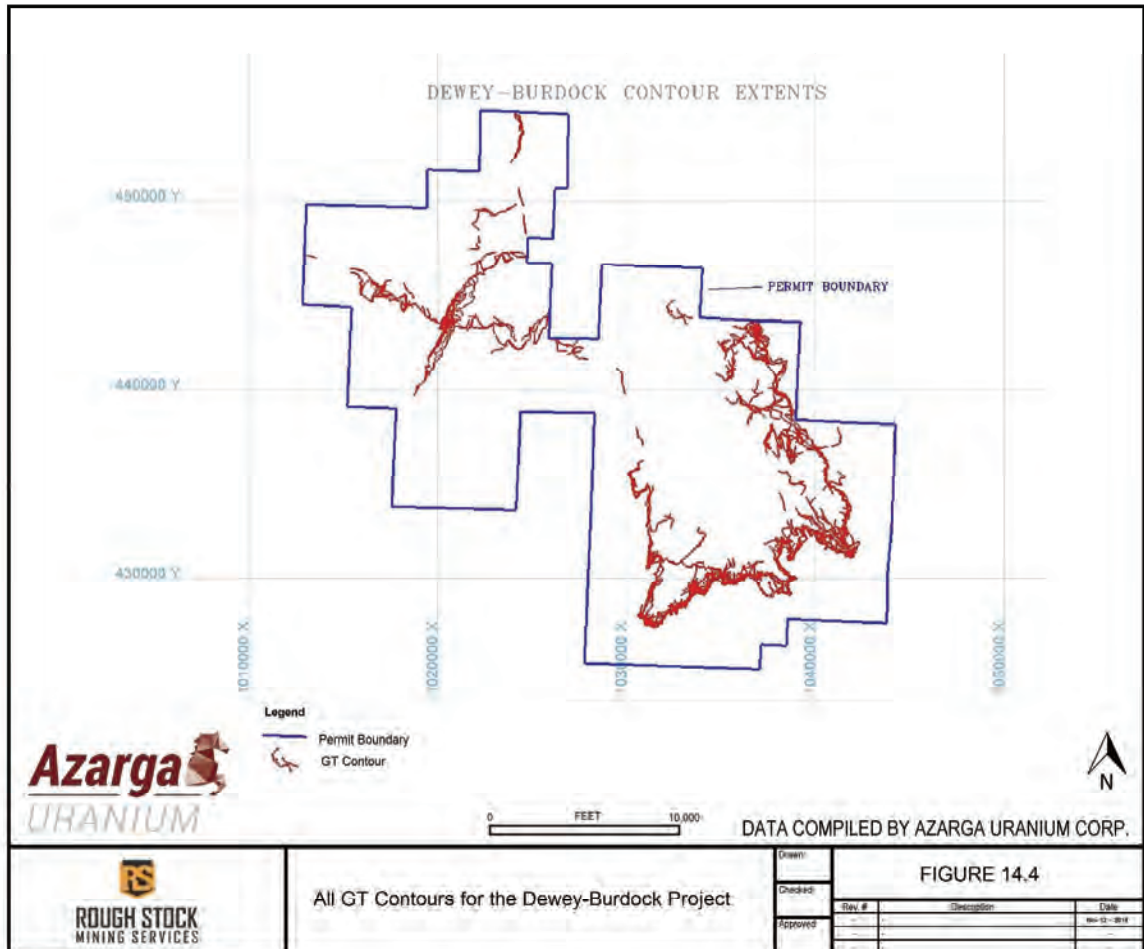 DEWEY-BURDOCK CONTOUR EXTENTS
450000 Y
PERMIT BOUNDARY
440000 Y
430000 Y
1010000 X
1020000 X
1030000 X
1040000 X
1050000 X
Legend
Permit Boundary
GT Contour
Azarga
URANIUM
N
0 FEET 10,000
DATA COMPILED BY AZARGA URANIUM CORP.
RS
ROUGH STOCK
MINING SERVICES
All GT Contours for the Dewey-Burdock Project
Drawn:
Checked:
Approved
FIGURE 14.4
Rev. # Description Date